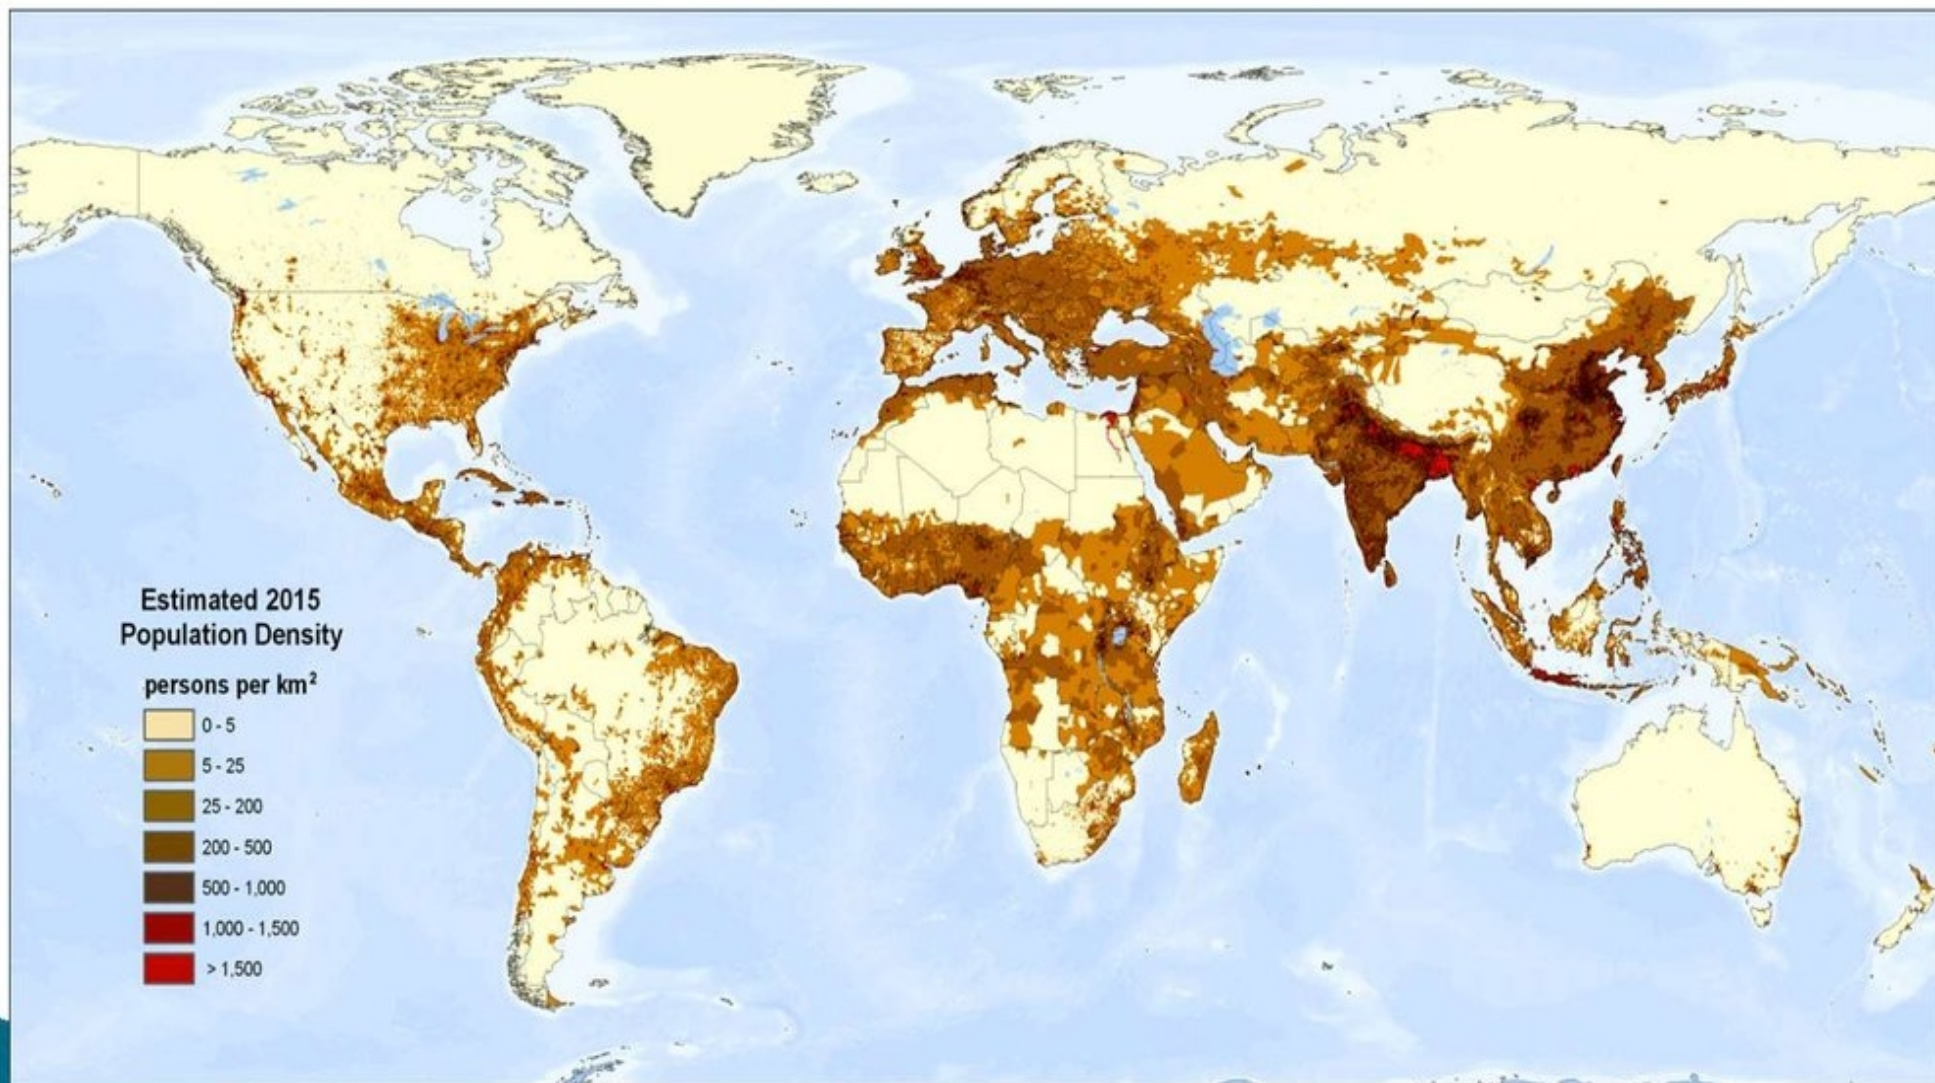 Estimated 2015
Population Density
persons per km²
0 - 5
5 - 25
25 - 200
200 - 500
500 - 1,000
1,000 - 1,500
> 1,500